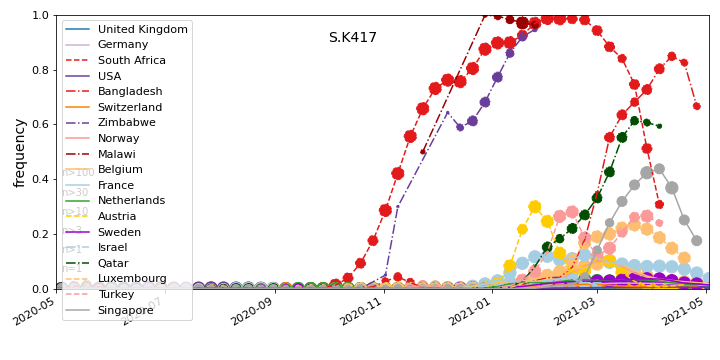 S.K417
frequency
1.0
0.8
0.6
0.4
0.2
0.0
United Kingdom
Germany
South Africa
USA
Bangladesh
Switzerland
Zimbabwe
Norway
Malawi
Belgium
France
Netherlands
Austria
Sweden
Israel
Qatar
Luxembourg
Turkey
Singapore
n>100
n>30
n>10
n>3
n>1
n=1
2020-05
2020-07
2020-09
2020-11
2021-01
2021-03
2021-05